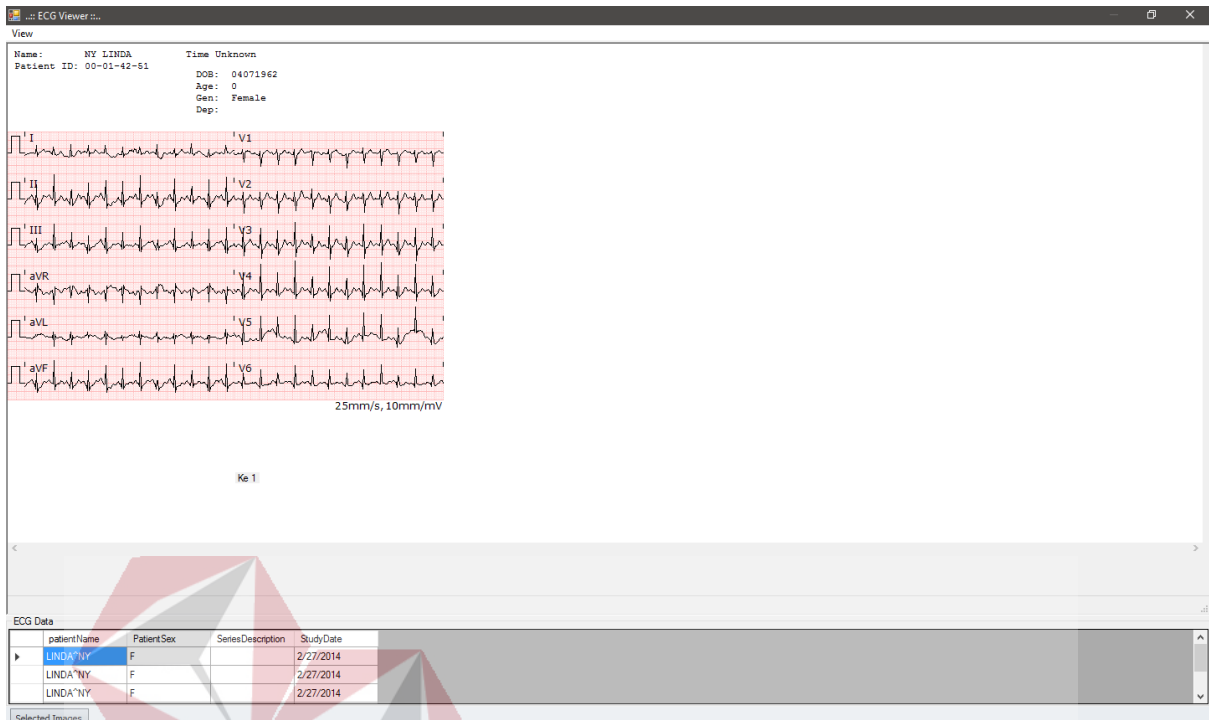 ..:: ECG Viewer ::..
View
Name: NY LINDA Time Unknown
Patient ID: 00-01-42-51
DOB: 04071962
Age: 0
Gen: Female
Dep:
I V1
II V2
III V3
aVR V4
aVL V5
aVF V6
25mm/s, 10mm/mV
Ke 1
ECG Data
patientName PatientSex SeriesDescription StudyDate
LINDA^NY F 2/27/2014
LINDA^NY F 2/27/2014
LINDA^NY F 2/27/2014
Selected Images